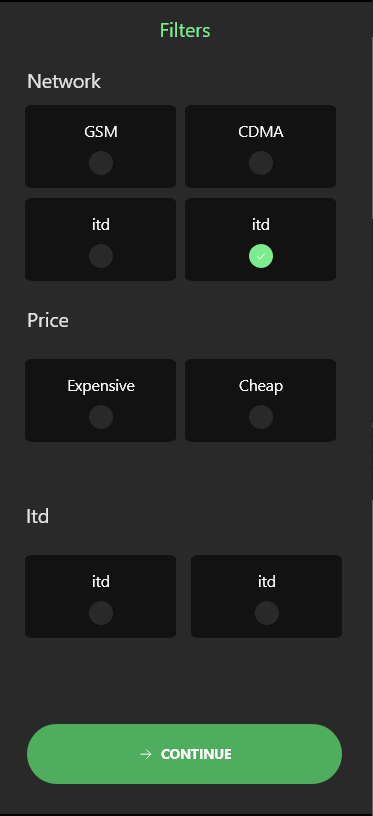 Filters
Network
GSM
CDMA
itd
itd
Price
Expensive
Cheap
Itd
itd
itd
CONTINUE